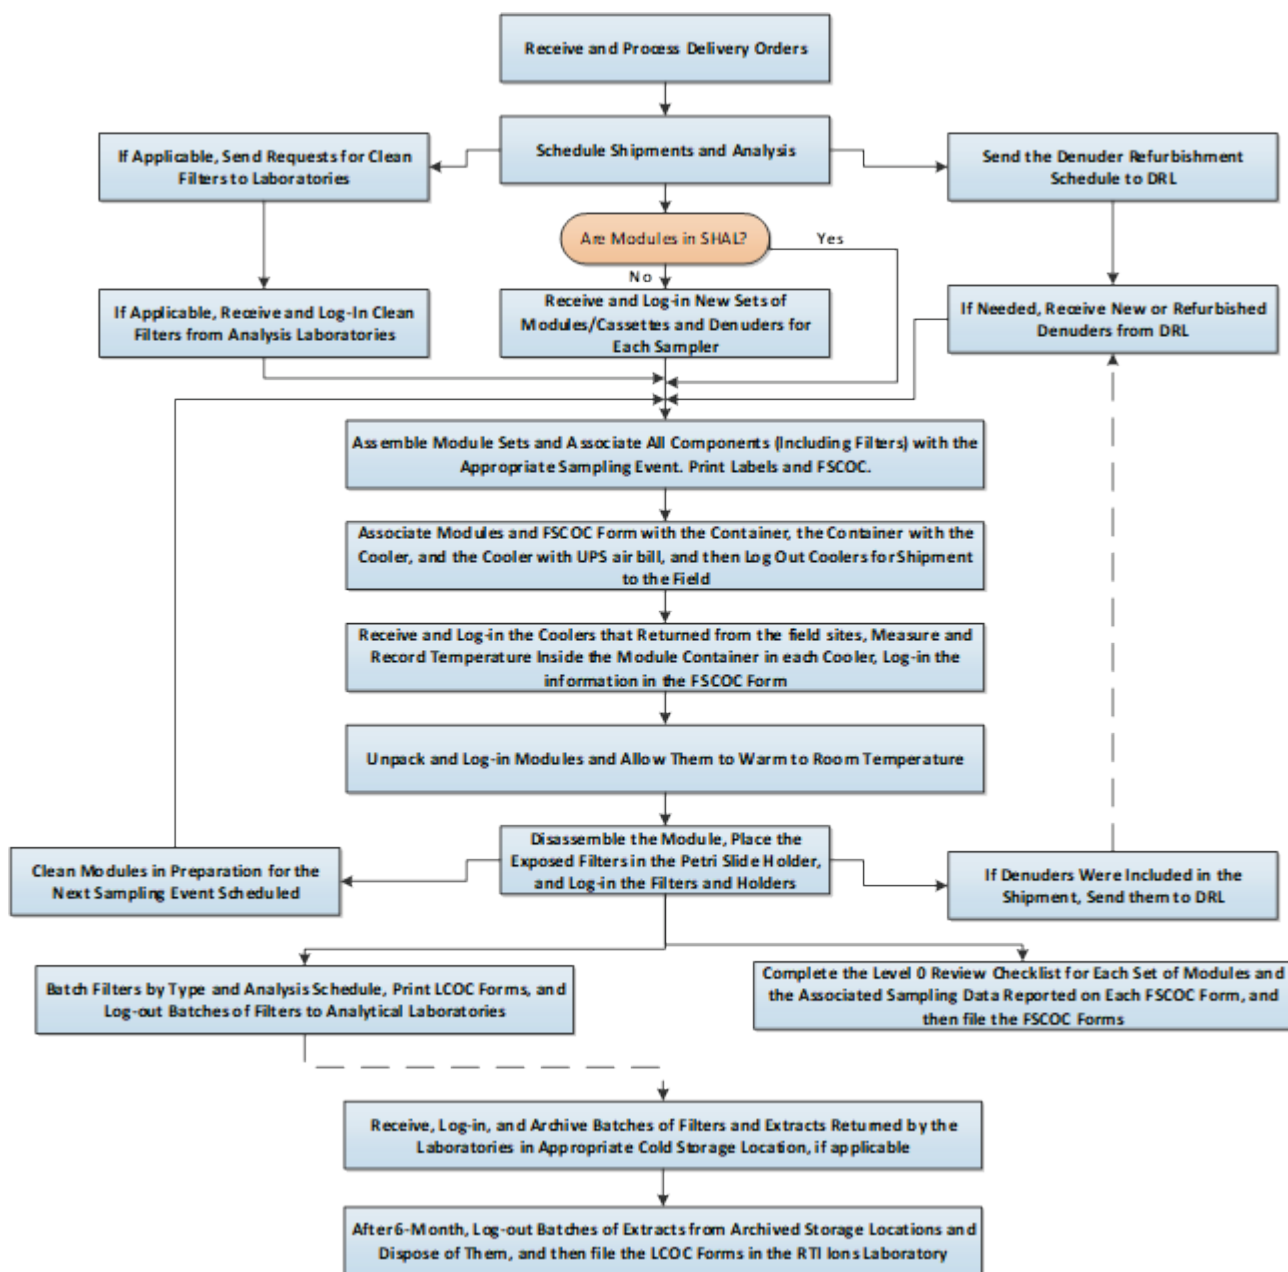 Receive and Process Delivery Orders
If Applicable, Send Requests for Clean
Filters to Laboratories
Schedule Shipments and Analysis
Send the Denuder Refurbishment
Schedule to DRL
Are Modules in SHAL?
Yes
No
If Applicable, Receive and Log-In Clean
Filters from Analysis Laboratories
Receive and Log-in New Sets of
Modules/Cassettes and Denuders for
Each Sampler
If Needed, Receive New or Refurbished
Denuders from DRL
Assemble Module Sets and Associate All Components (Including Filters) with the
Appropriate Sampling Event. Print Labels and FSCOC.
Associate Modules and FSCOC Form with the Container, the Container with the
Cooler, and the Cooler with UPS air bill, and then Log Out Coolers for Shipment
to the Field
Receive and Log-in the Coolers that Returned from the field sites, Measure and
Record Temperature Inside the Module Container in each Cooler, Log-in the
information in the FSCOC Form
Unpack and Log-in Modules and Allow Them to Warm to Room Temperature
Clean Modules in Preparation for the
Next Sampling Event Scheduled
Disassemble the Module, Place the
Exposed Filters in the Petri Slide Holder,
and Log-in the Filters and Holders
If Denuders Were Included in the
Shipment, Send them to DRL
Batch Filters by Type and Analysis Schedule, Print LCOC Forms, and
Log-out Batches of Filters to Analytical Laboratories
Complete the Level 0 Review Checklist for Each Set of Modules and
the Associated Sampling Data Reported on Each FSCOC Form, and
then file the FSCOC Forms
Receive, Log-in, and Archive Batches of Filters and Extracts Returned by the
Laboratories in Appropriate Cold Storage Location, if applicable
After 6-Month, Log-out Batches of Extracts from Archived Storage Locations and
Dispose of Them, and then file the LCOC Forms in the RTI Ions Laboratory